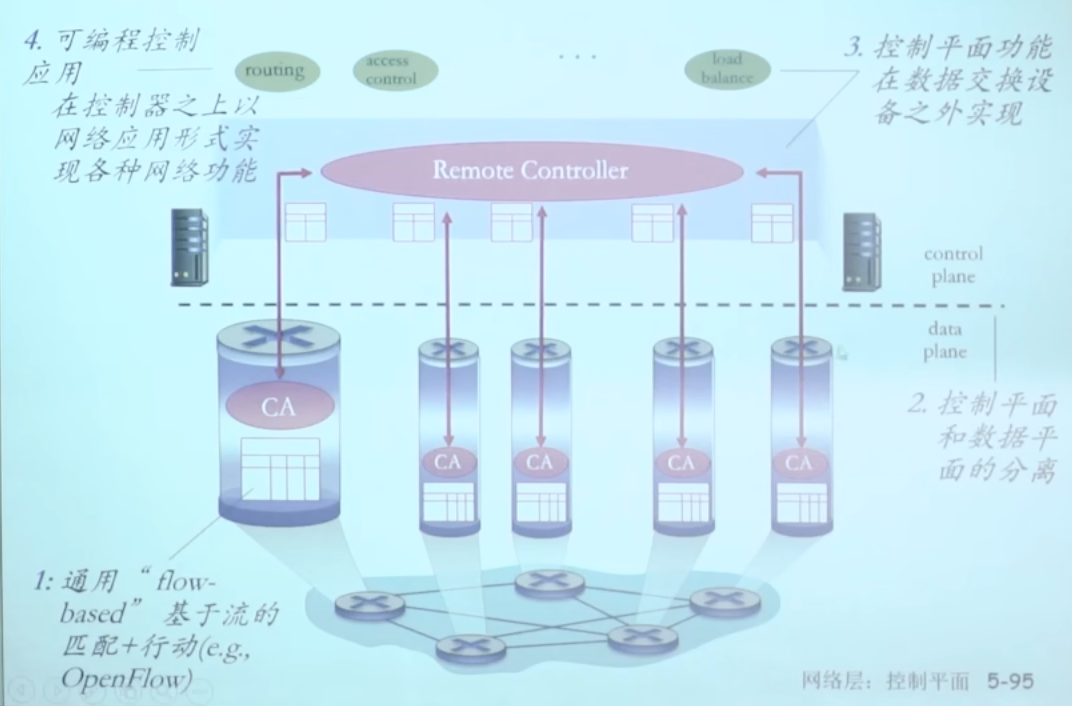 4. 可编程控制
应用
在控制器之上以
网络应用形式实
现各种网络功能
routing
access
control
...
load
balance
3. 控制平面功能
在数据交换设
备之外实现
Remote Controller
control
plane
data
plane
CA
CA
CA
CA
CA
2. 控制平面
和数据平
面的分离
1: 通用 “flow-
based” 基于流的
匹配+行动(e.g.,
OpenFlow)
网络层：控制平面 5-95